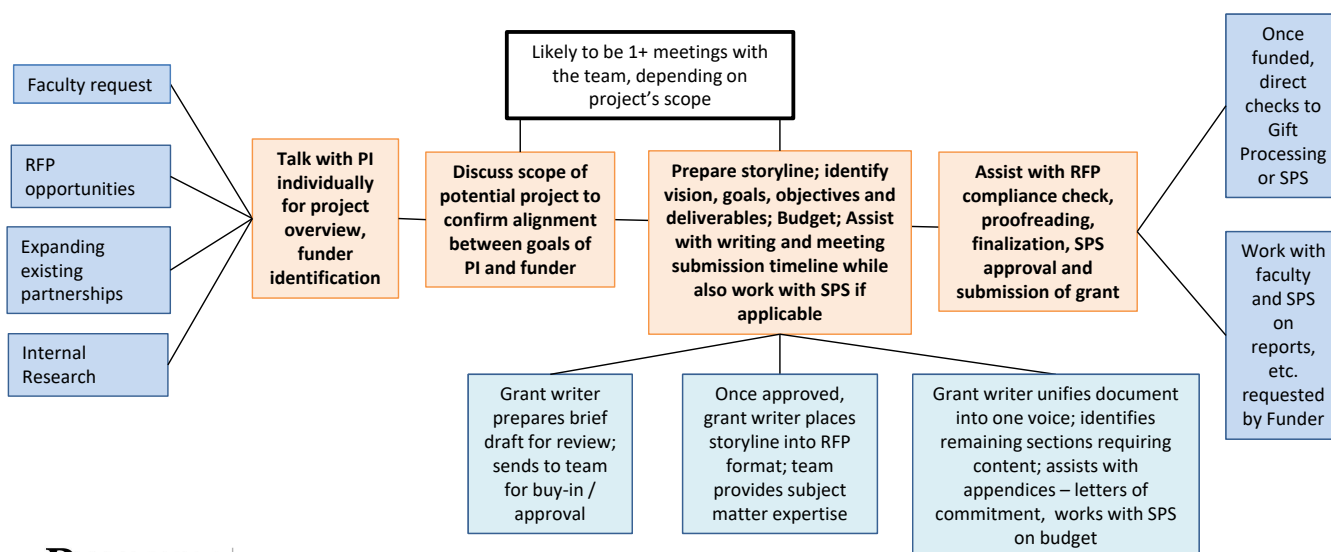 Likely to be 1+ meetings with
the team, depending on
project's scope
Faculty request
RFP
opportunities
Expanding
existing
partnerships
Internal
Research
Talk with PI
individually
for project
overview,
funder
identification
Discuss scope of
potential project to
confirm alignment
between goals of
PI and funder
Prepare storyline; identify
vision, goals, objectives and
deliverables; Budget; Assist
with writing and meeting
submission timeline while
also work with SPS if
applicable
Assist with RFP
compliance check,
proofreading,
finalization, SPS
approval and
submission of grant
Once
funded,
direct
checks to
Gift
Processing
or SPS
Work with
faculty
and SPS
on
reports,
etc.
requested
by Funder
Grant writer
prepares brief
draft for review;
sends to team
for buy-in /
approval
Once approved,
grant writer places
storyline into RFP
format; team
provides subject
matter expertise
Grant writer unifies document
into one voice; identifies
remaining sections requiring
content; assists with
appendices – letters of
commitment, works with SPS
on budget